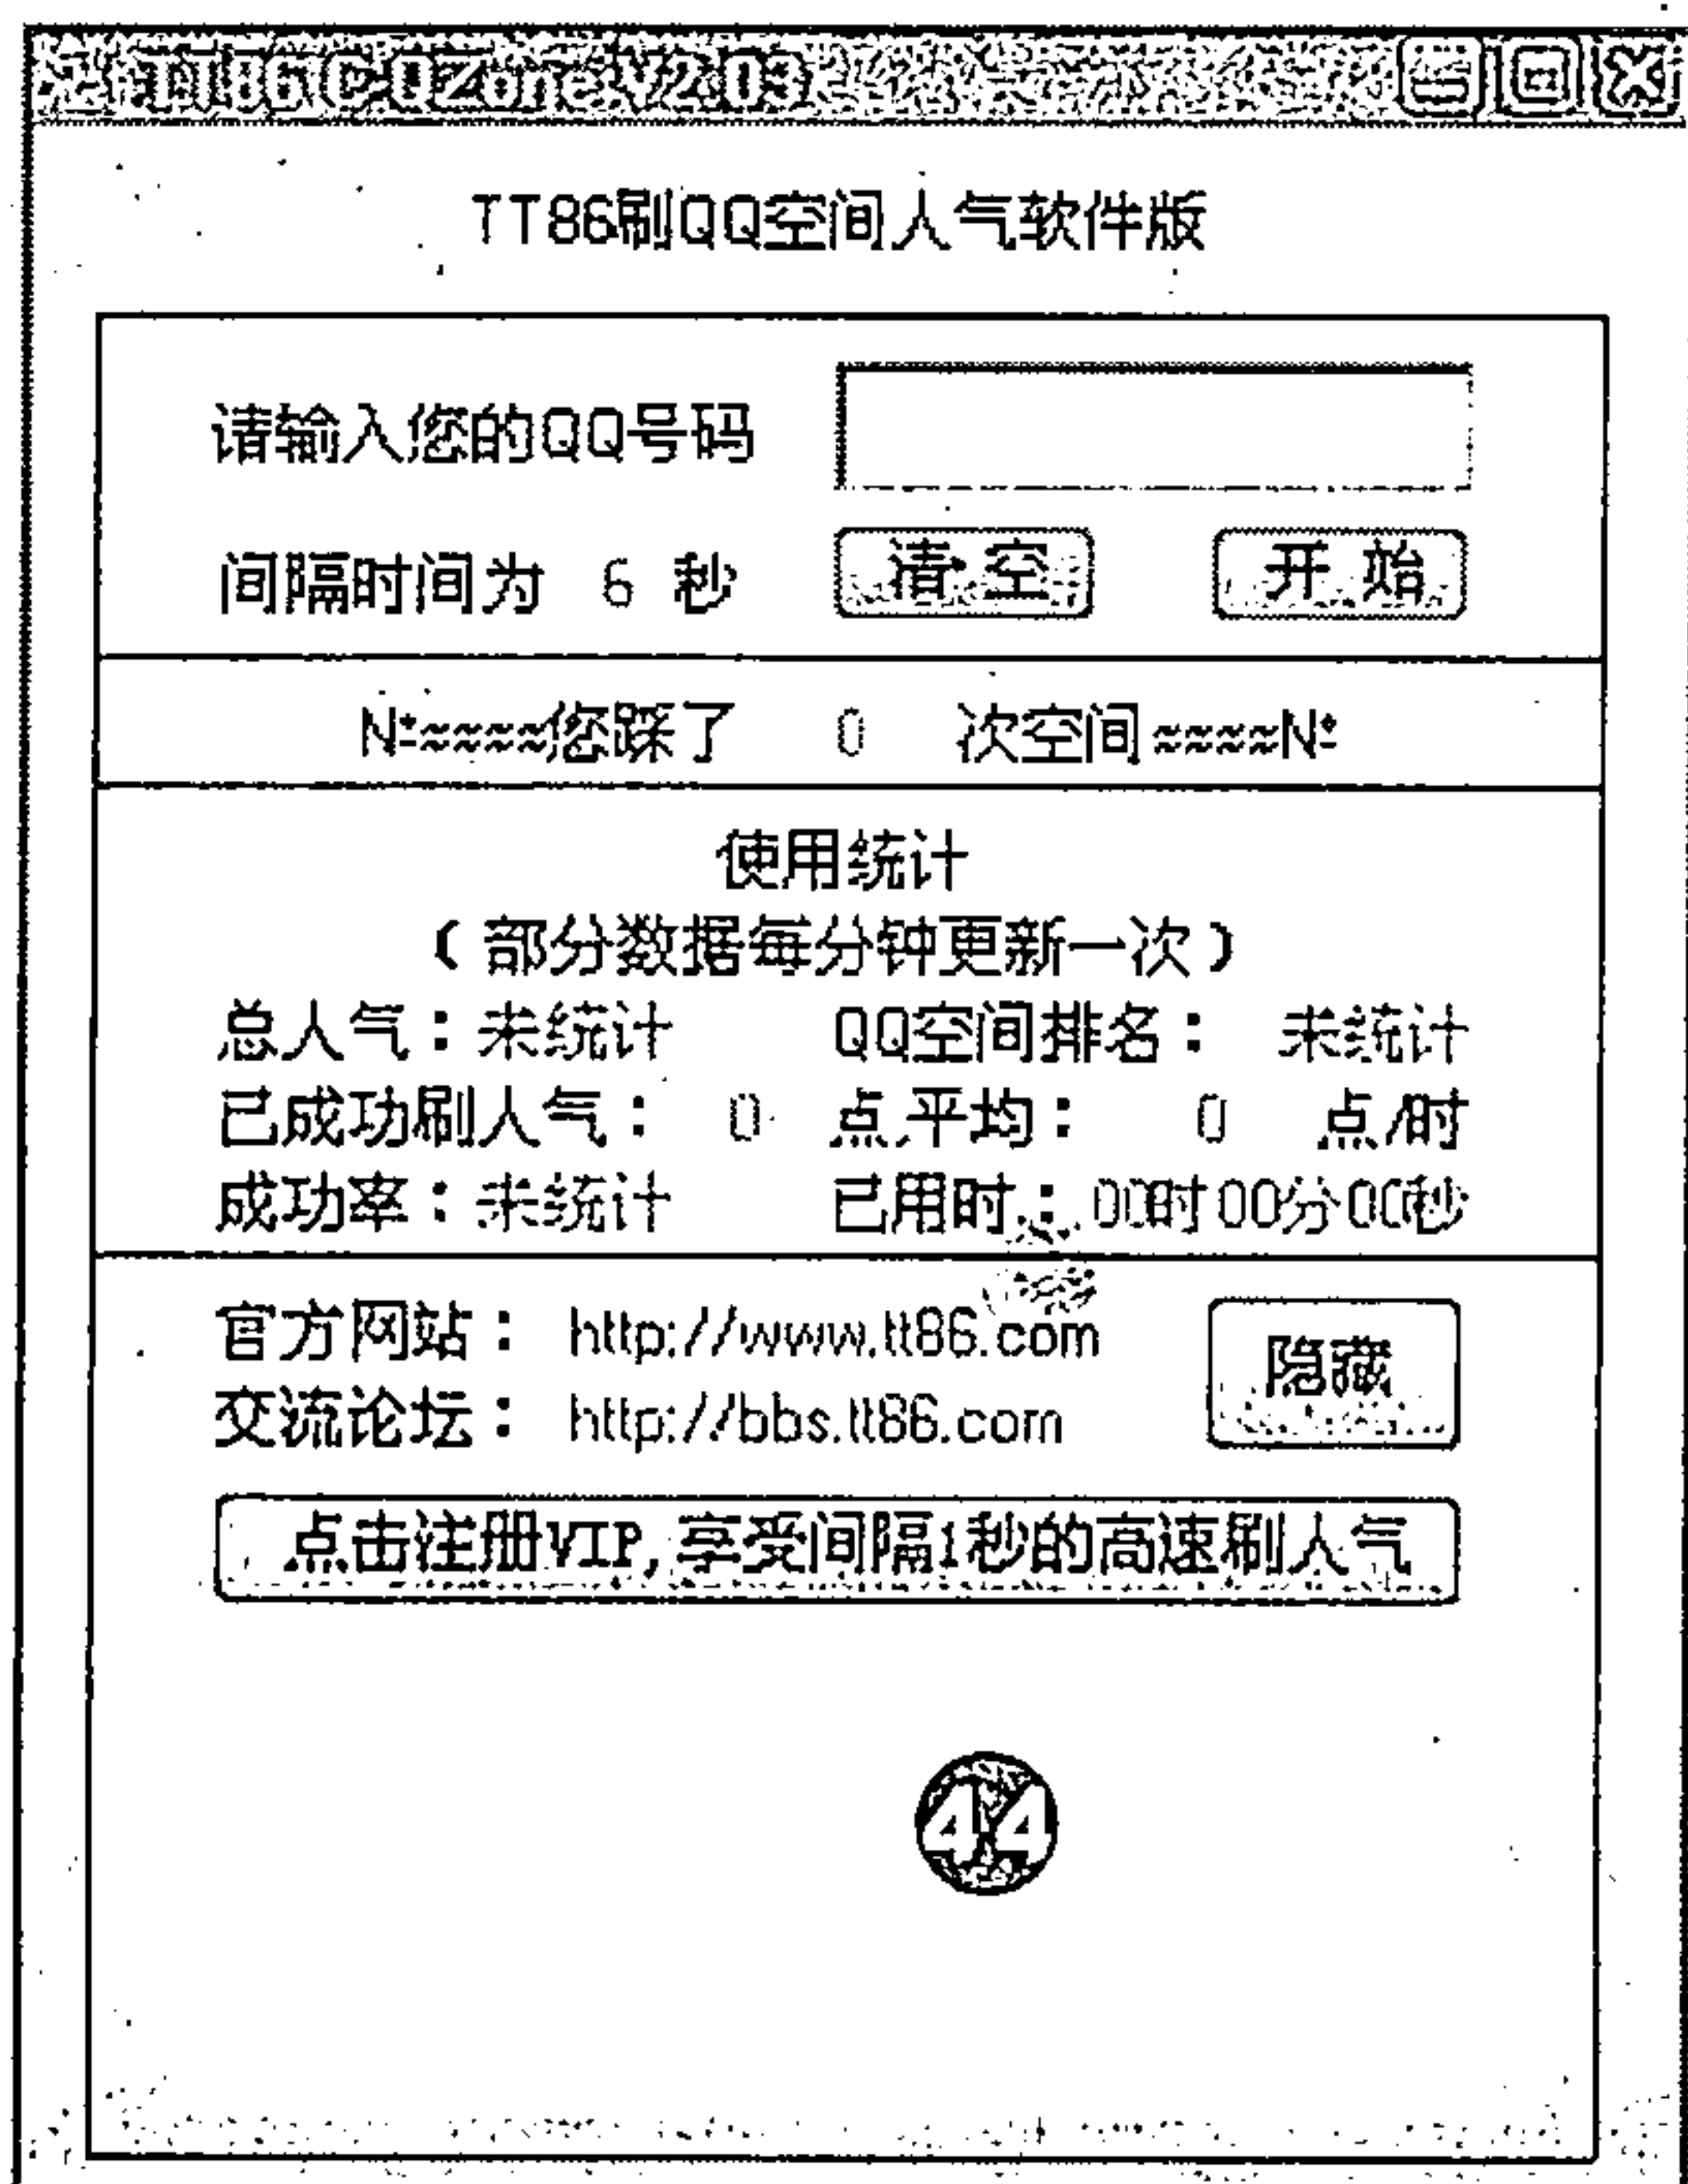 TT86 C-QZone V2.03
TT86刷QQ空间人气软件版
请输入您的QQ号码
间隔时间为 6 秒 清空 开始
№≈≈≈≈您踩了 0 次空间≈≈≈≈№
使用统计
(部分数据每分钟更新一次)
总人气：未统计 QQ空间排名： 未统计
已成功刷人气： 0 点 平均： 0 点/时
成功率：未统计 已用时：00时00分00秒
官方网站： http://www.tt86.com
隐藏
交流论坛： http://bbs.tt86.com
点击注册VIP,享受间隔1秒的高速刷人气
44